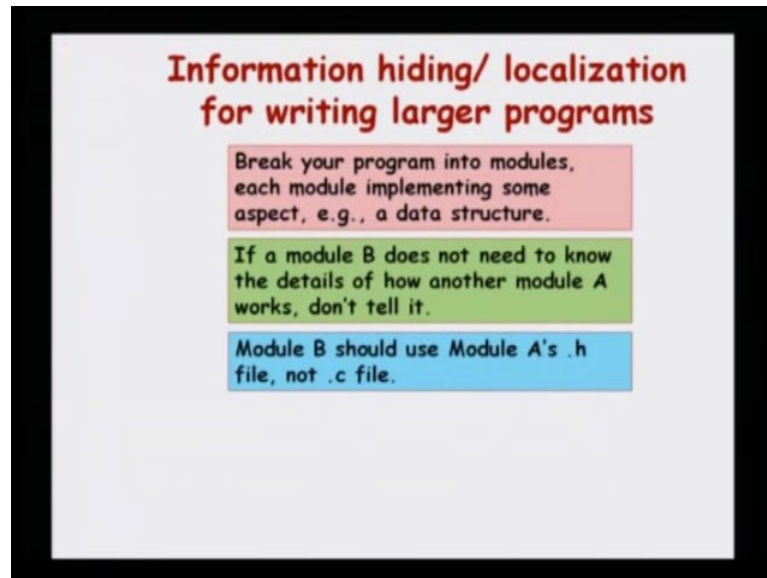 Information hiding/ localization
for writing larger programs
Break your program into modules,
each module implementing some
aspect, e.g., a data structure.
If a module B does not need to know
the details of how another module A
works, don't tell it.
Module B should use Module A's .h
file, not .c file.